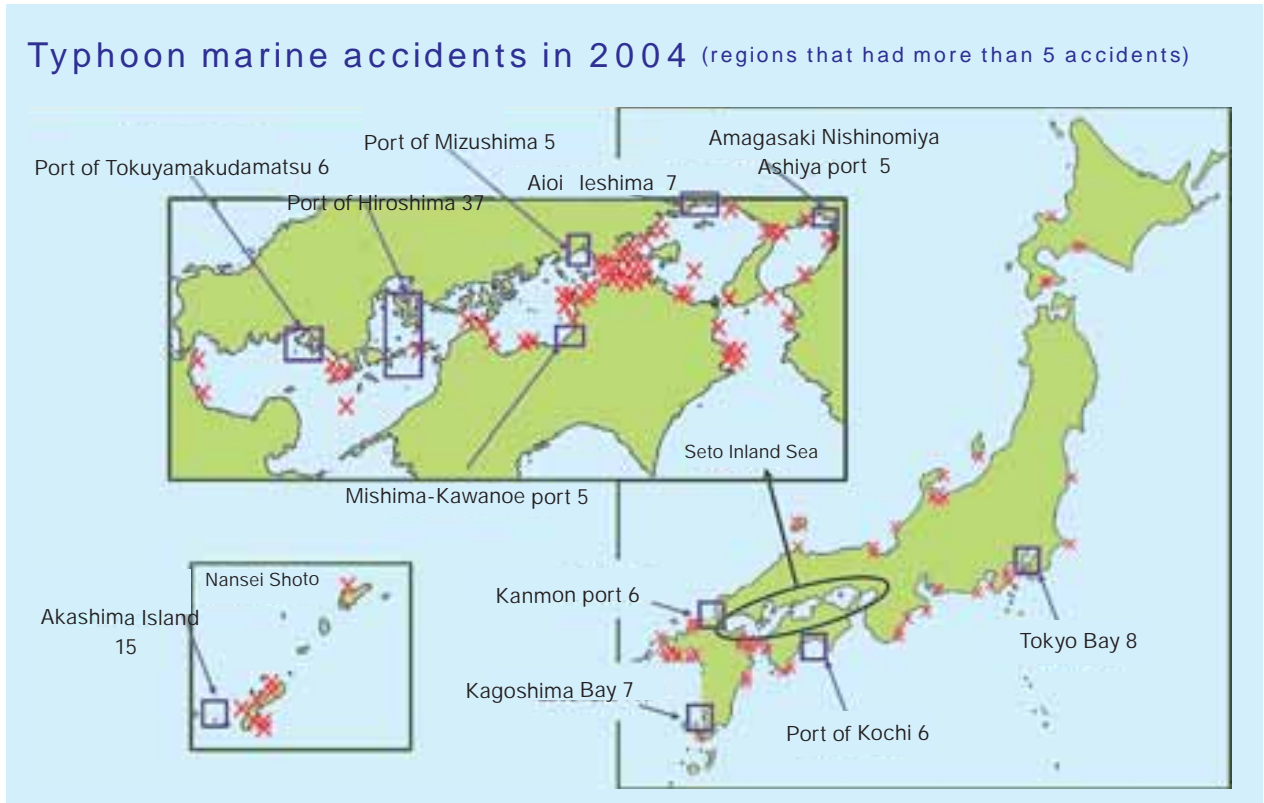 Typhoon marine accidents in 2004 (regions that had more than 5 accidents)
Port of Mizushima 5
Amagasaki Nishinomiya
Ashiya port 5
Port of Tokuyamakudamatsu 6
Aioi Ieshima 7
Port of Hiroshima 37
Seto Inland Sea
Mishima-Kawanoe port 5
Nansei Shoto
Akashima Island
15
Kanmon port 6
Tokyo Bay 8
Kagoshima Bay 7
Port of Kochi 6